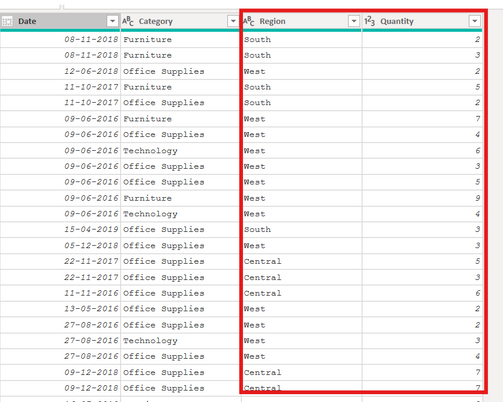 Date Category Region Quantity
08-11-2018 Furniture South 2
08-11-2018 Furniture South 3
12-06-2018 Office Supplies West 2
11-10-2017 Furniture South 5
11-10-2017 Office Supplies South 2
09-06-2016 Furniture West 7
09-06-2016 Office Supplies West 4
09-06-2016 Technology West 6
09-06-2016 Office Supplies West 3
09-06-2016 Office Supplies West 5
09-06-2016 Furniture West 9
09-06-2016 Technology West 4
15-04-2019 Office Supplies South 3
05-12-2018 Office Supplies West 3
22-11-2017 Office Supplies Central 5
22-11-2017 Office Supplies Central 3
11-11-2016 Office Supplies Central 6
13-05-2016 Office Supplies West 2
27-08-2016 Office Supplies West 2
27-08-2016 Technology West 3
27-08-2016 Office Supplies West 4
09-12-2018 Office Supplies Central 7
09-12-2018 Office Supplies Central 7